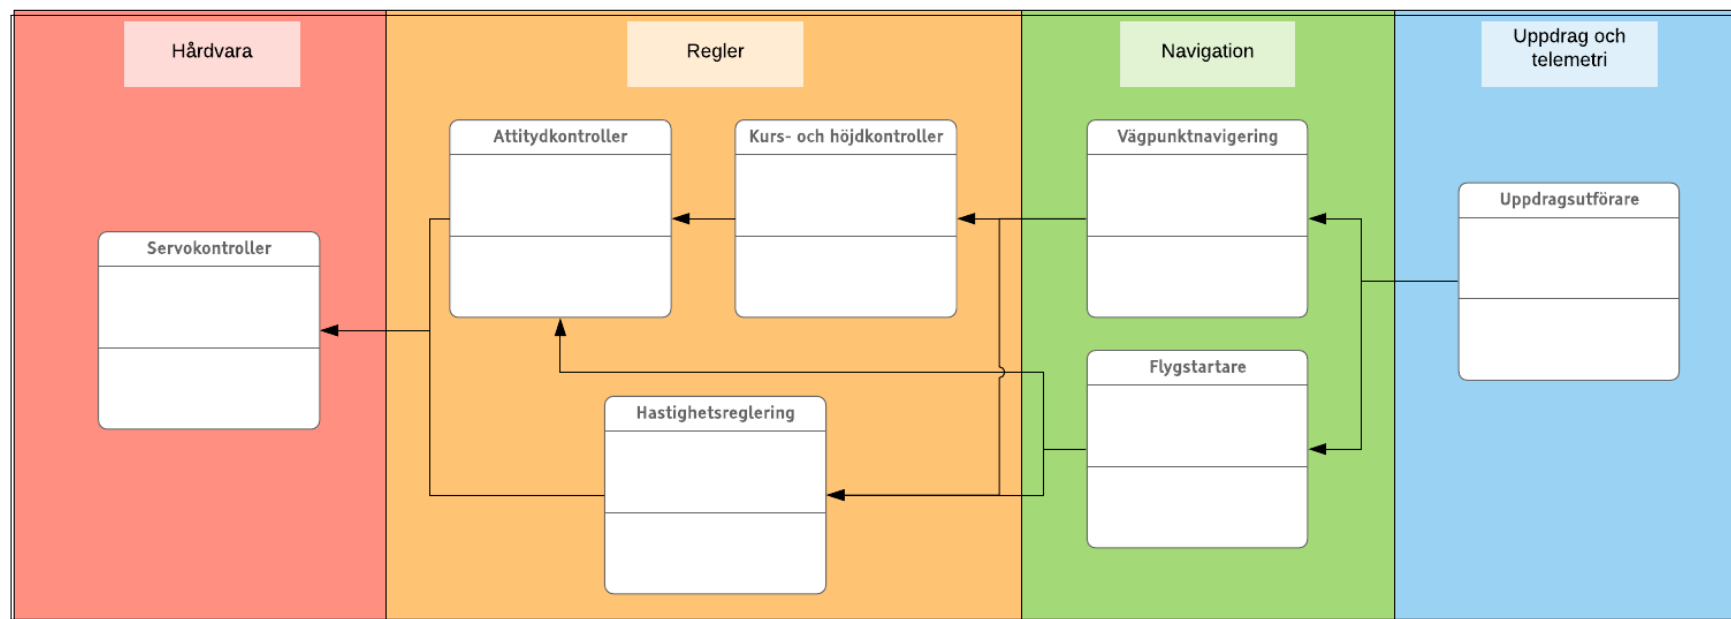 Hårdvara
Regler
Navigation
Uppdrag och
telemetri
Attitydkontroller
Kurs- och höjdkontroller
Vägpunktnavigering
Uppdragsutförare
Servokontroller
Flygstartare
Hastighetsreglering